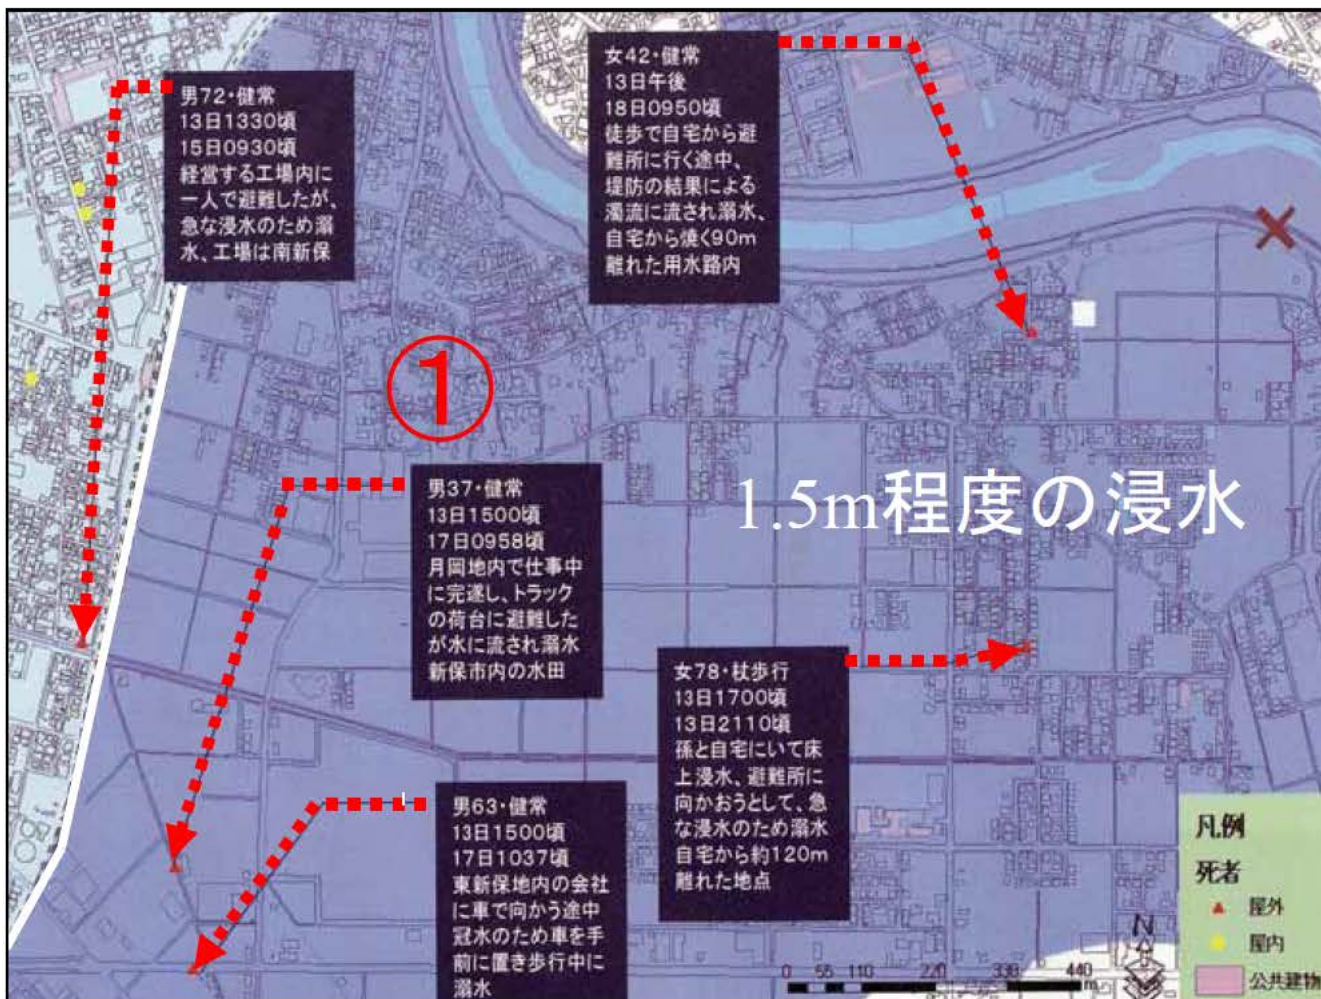 男72・健常
13日1330頃
15日0930頃
経営する工場内に
一人で避難したが、
急な浸水のため溺
水、工場は南新保
女42・健常
13日午後
18日0950頃
徒歩で自宅から避
難所に行く途中、
堤防の結果による
濁流に流され溺水、
自宅から焼く90m
離れた用水路内
①
男37・健常
13日1500頃
17日0958頃
月岡地内で仕事中
に完遂し、トラック
の荷台に避難した
が水に流され溺水
新保市内の水田
1.5m程度の浸水
女78・杖歩行
13日1700頃
13日2110頃
孫と自宅にいて床
上浸水、避難所に
向かおうとして、急
な浸水のため溺水
自宅から約120m
離れた地点
男63・健常
13日1500頃
17日1037頃
東新保地内の会社
に車で向かう途中
冠水のため車を手
前に置き歩行中に
溺水
凡例
死者
屋外
屋内
公共建物
N
0 55 110 220 330 440
m